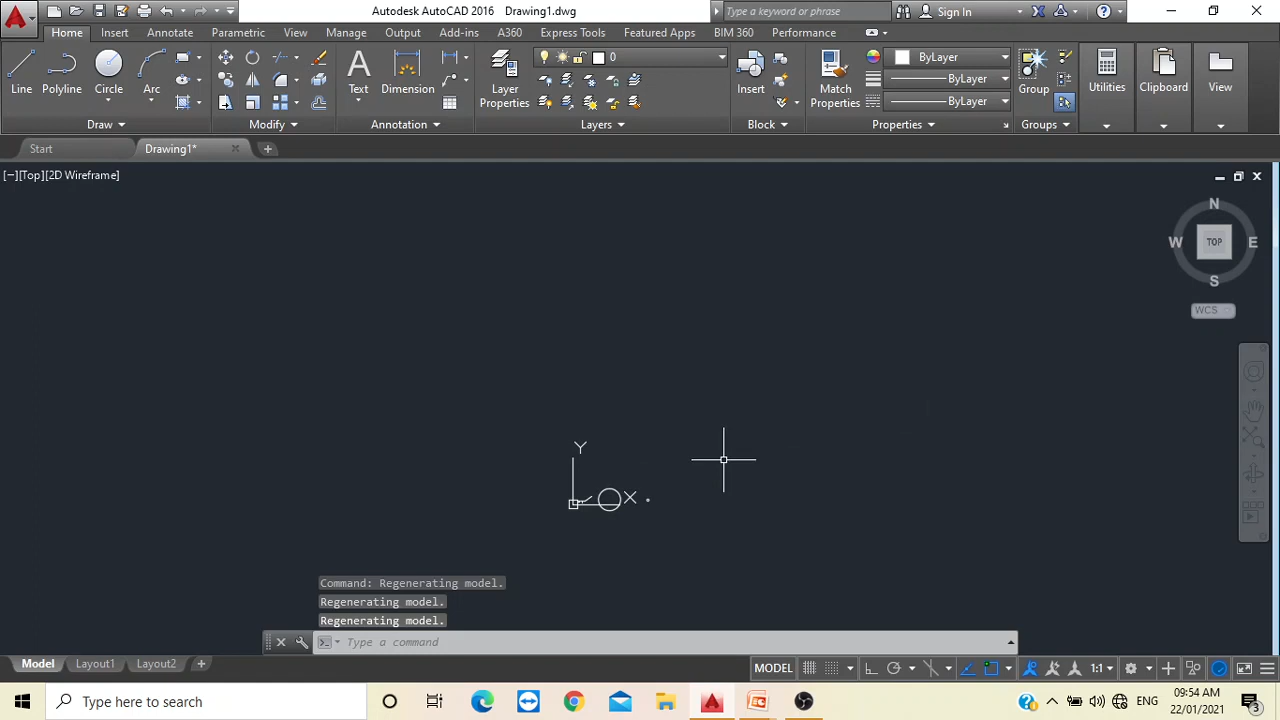 Autodesk AutoCAD 2016 Drawing1.dwg
Type a keyword or phrase
Sign In
Home Insert Annotate Parametric View Manage Output Add-ins A360 Express Tools Featured Apps BIM 360 Performance
0
ByLayer
ByLayer
ByLayer
Line Polyline Circle Arc
Text Dimension
Layer Properties
Insert
Match Properties
Group
Utilities
Clipboard
View
Draw Modify Annotation Layers Block Properties Groups
Start Drawing1*
[−][Top][2D Wireframe]
N
W TOP E
S
WCS
Y
X
Command: Regenerating model.
Regenerating model.
Regenerating model.
Type a command
Model Layout1 Layout2
MODEL 1:1
Type here to search
ENG
09:54 AM
22/01/2021
3